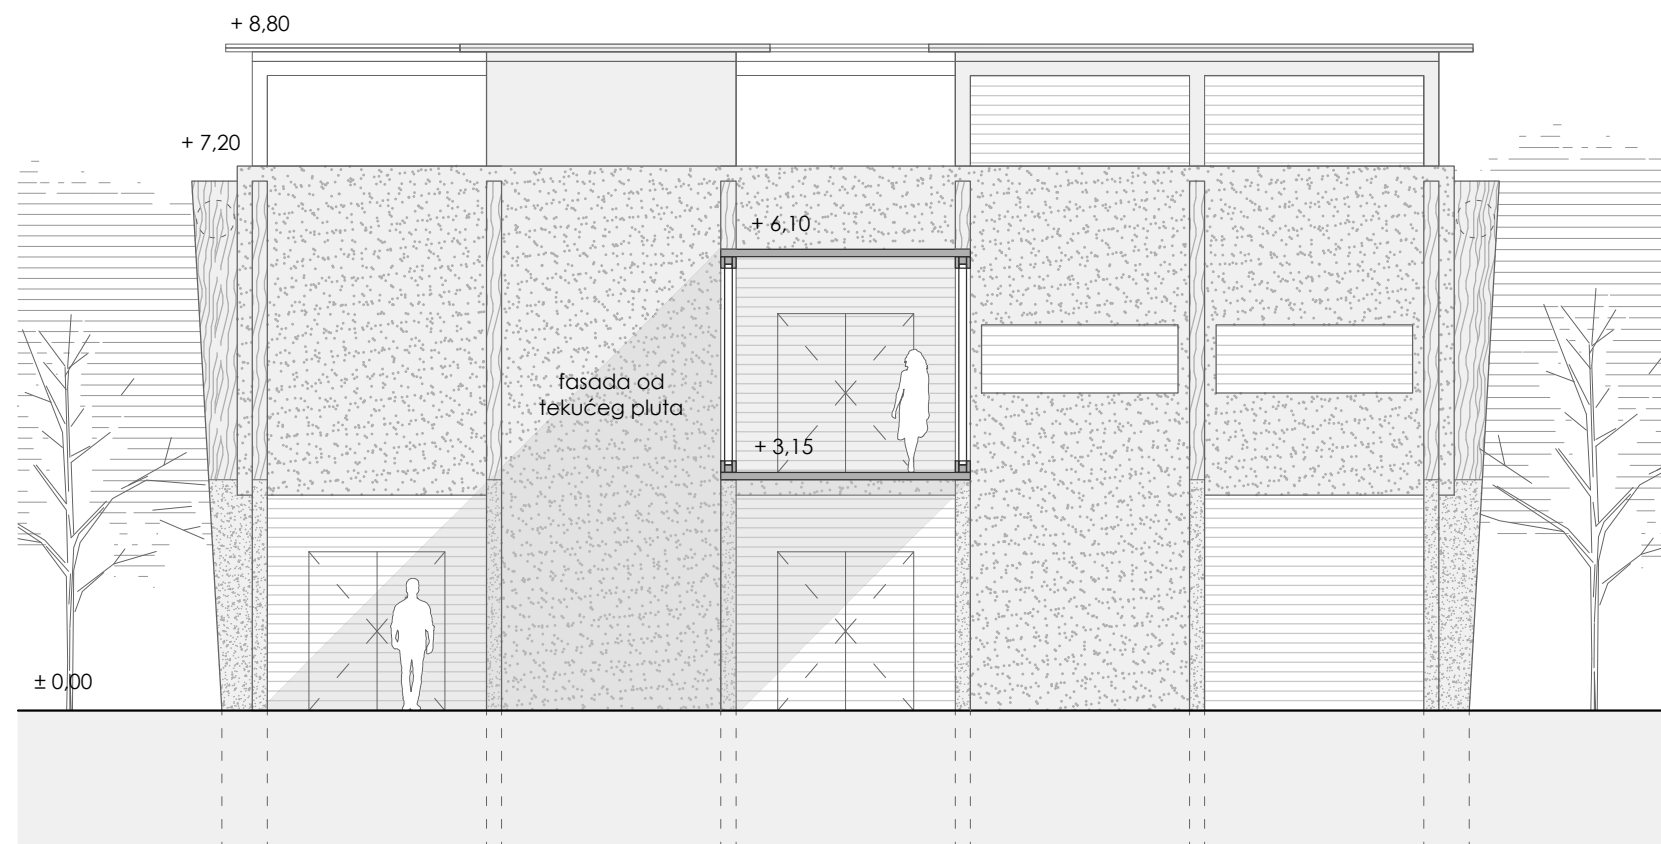 + 8,80
+ 7,20
+ 6,10
fasada od
tekućeg pluta
+ 3,15
± 0,00